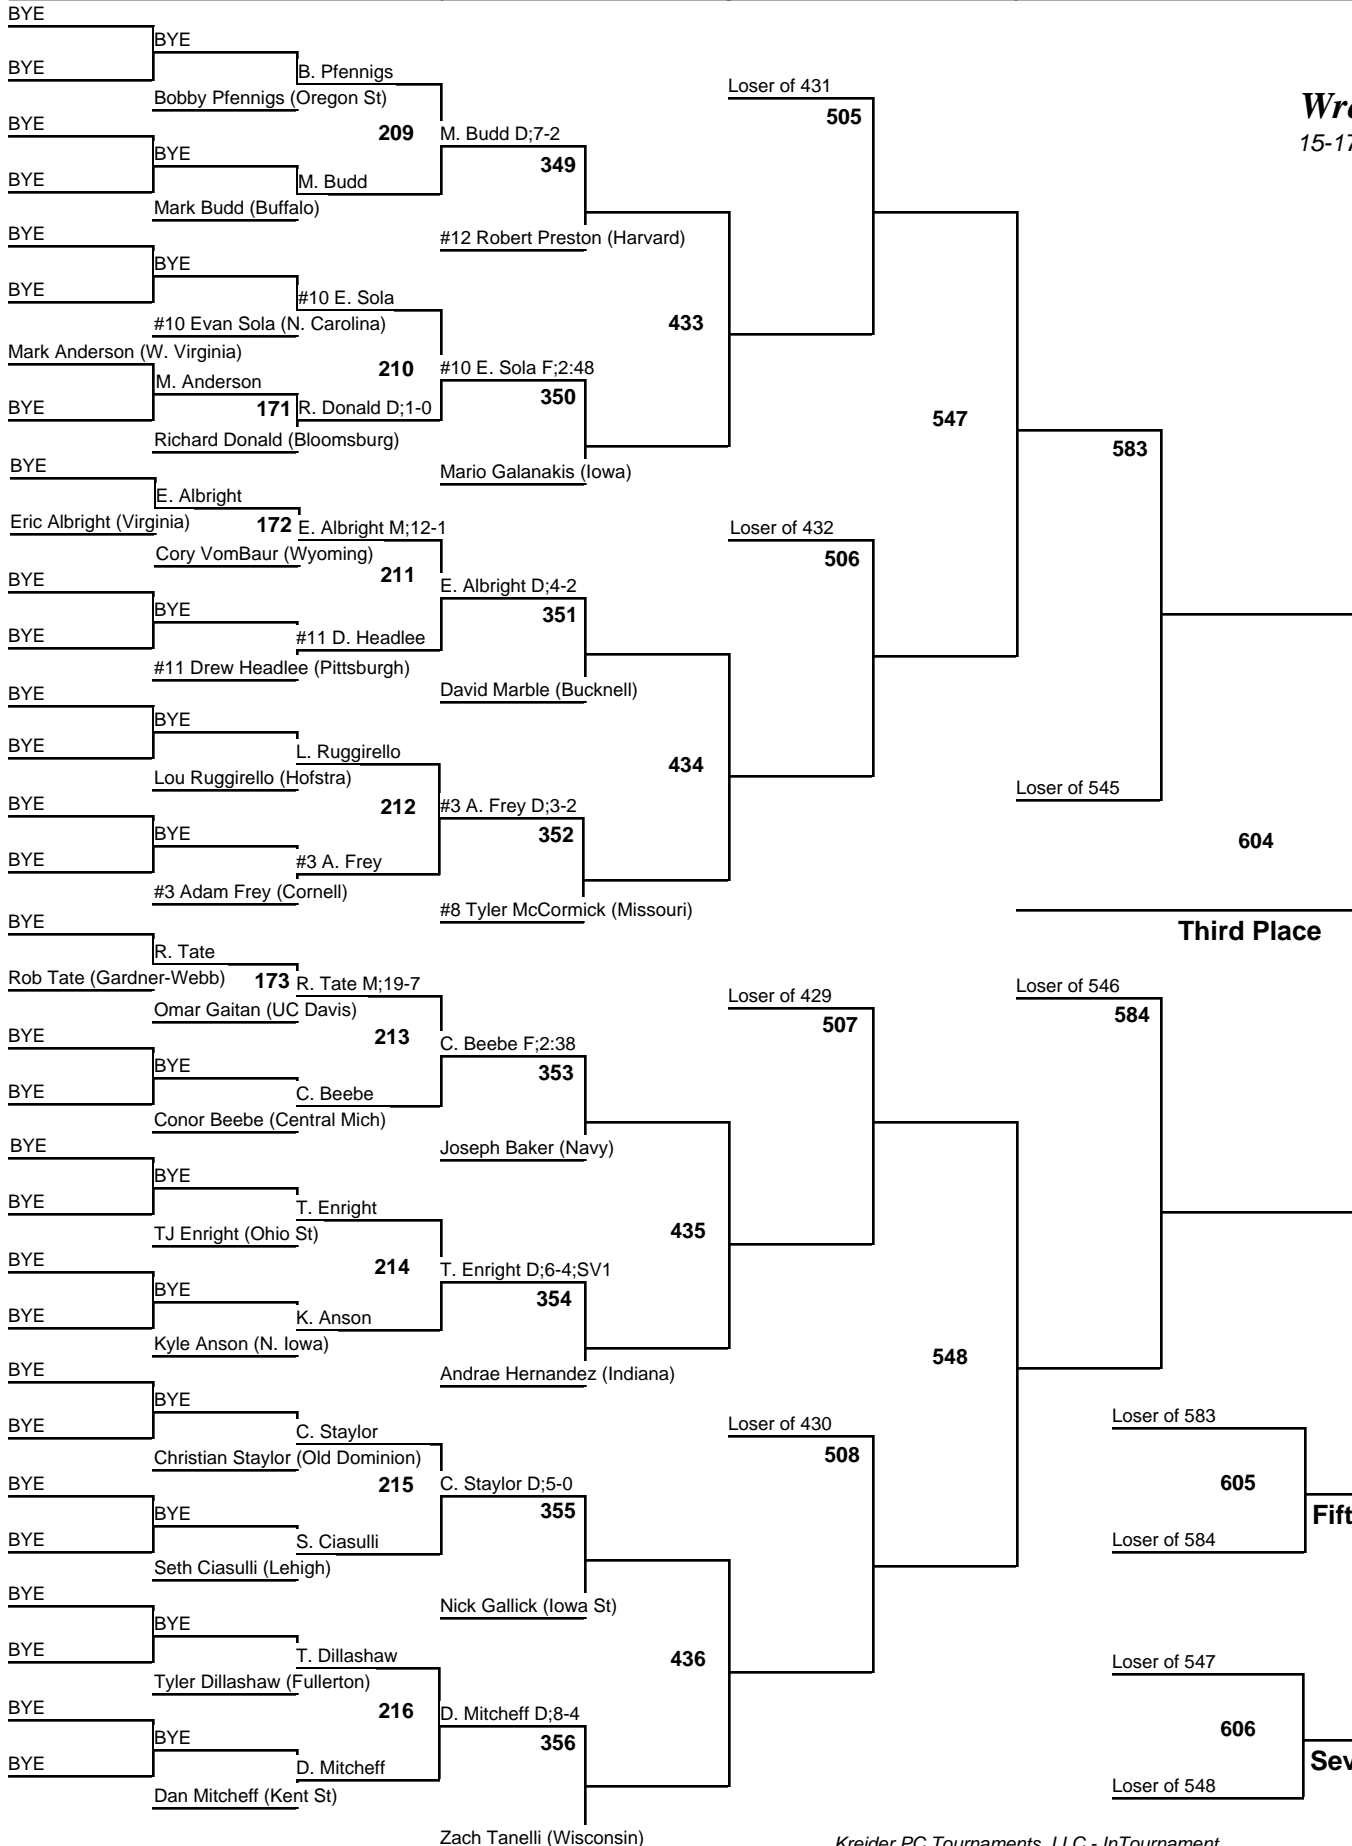 BYE
BYE
BYE
B. Pfennigs
Loser of 431
Bobby Pfennigs (Oregon St)
505
15-17
BYE
209
M. Budd D;7-2
BYE
349
BYE
M. Budd
Mark Budd (Buffalo)
BYE
#12 Robert Preston (Harvard)
BYE
BYE
#10 E. Sola
#10 Evan Sola (N. Carolina)
433
Mark Anderson (W. Virginia)
210
#10 E. Sola F;2:48
M. Anderson
350
BYE
171
R. Donald D;1-0
547
Richard Donald (Bloomsburg)
583
BYE
Mario Galanakis (Iowa)
E. Albright
Eric Albright (Virginia)
172
E. Albright M;12-1
Loser of 432
Cory VomBaur (Wyoming)
506
BYE
211
E. Albright D;4-2
BYE
351
BYE
#11 D. Headlee
#11 Drew Headlee (Pittsburgh)
BYE
David Marble (Bucknell)
BYE
BYE
L. Ruggirello
434
Lou Ruggirello (Hofstra)
Loser of 545
BYE
212
#3 A. Frey D;3-2
BYE
352
604
BYE
#3 A. Frey
#3 Adam Frey (Cornell)
#8 Tyler McCormick (Missouri)
BYE
Third Place
R. Tate
Rob Tate (Gardner-Webb)
173
R. Tate M;19-7
Loser of 546
Omar Gaitan (UC Davis)
Loser of 429
584
BYE
213
507
C. Beebe F;2:38
BYE
353
BYE
C. Beebe
Conor Beebe (Central Mich)
BYE
Joseph Baker (Navy)
BYE
BYE
T. Enright
TJ Enright (Ohio St)
435
BYE
214
T. Enright D;6-4;SV1
BYE
354
BYE
K. Anson
Kyle Anson (N. Iowa)
548
BYE
Andrae Hernandez (Indiana)
BYE
Loser of 583
BYE
C. Staylor
Loser of 430
Christian Staylor (Old Dominion)
508
BYE
215
C. Staylor D;5-0
605
BYE
355
BYE
S. Ciasulli
Loser of 584
Seth Ciasulli (Lehigh)
BYE
Nick Gallick (Iowa St)
BYE
BYE
T. Dillashaw
436
Loser of 547
Tyler Dillashaw (Fullerton)
BYE
216
D. Mitcheff D;8-4
606
BYE
356
BYE
D. Mitcheff
Loser of 548
Dan Mitcheff (Kent St)
Zach Tanelli (Wisconsin)
Kreider PC Tournaments, LLC - InTournament